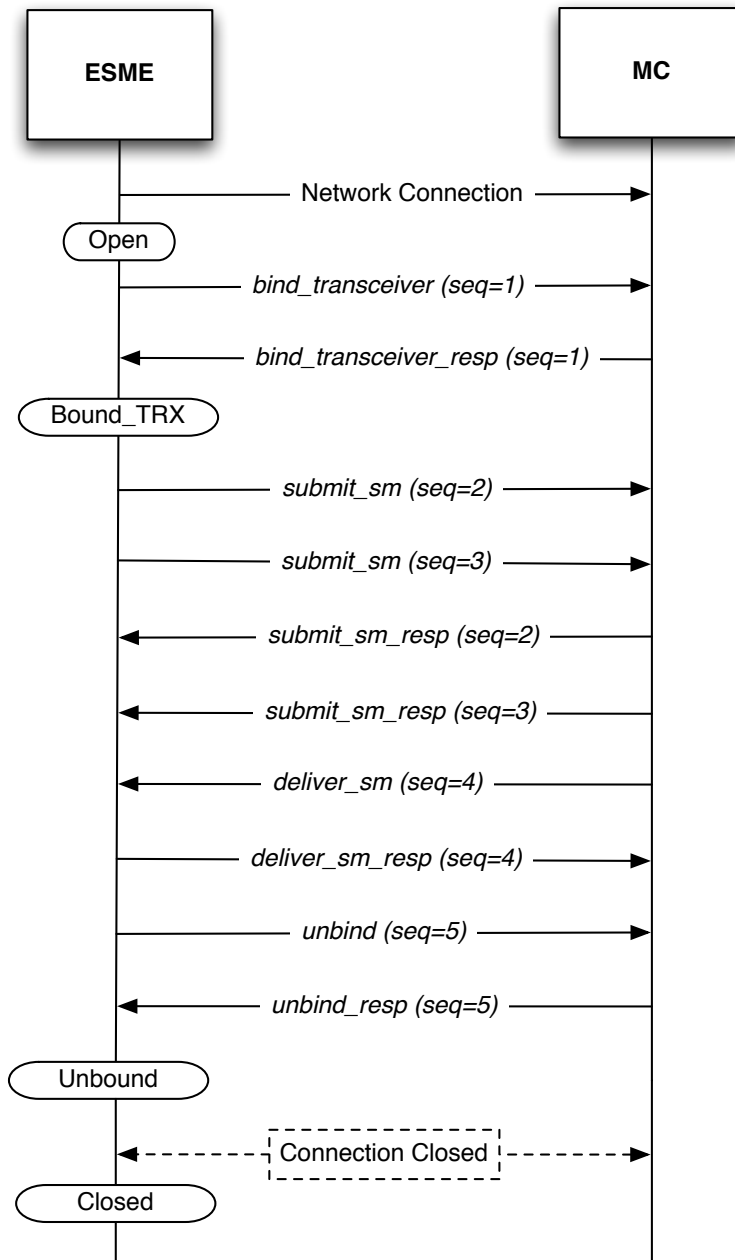 ESME
MC
Network Connection
Open
bind_transceiver (seq=1)
bind_transceiver_resp (seq=1)
Bound_TRX
submit_sm (seq=2)
submit_sm (seq=3)
submit_sm_resp (seq=2)
submit_sm_resp (seq=3)
deliver_sm (seq=4)
deliver_sm_resp (seq=4)
unbind (seq=5)
unbind_resp (seq=5)
Unbound
Connection Closed
Closed